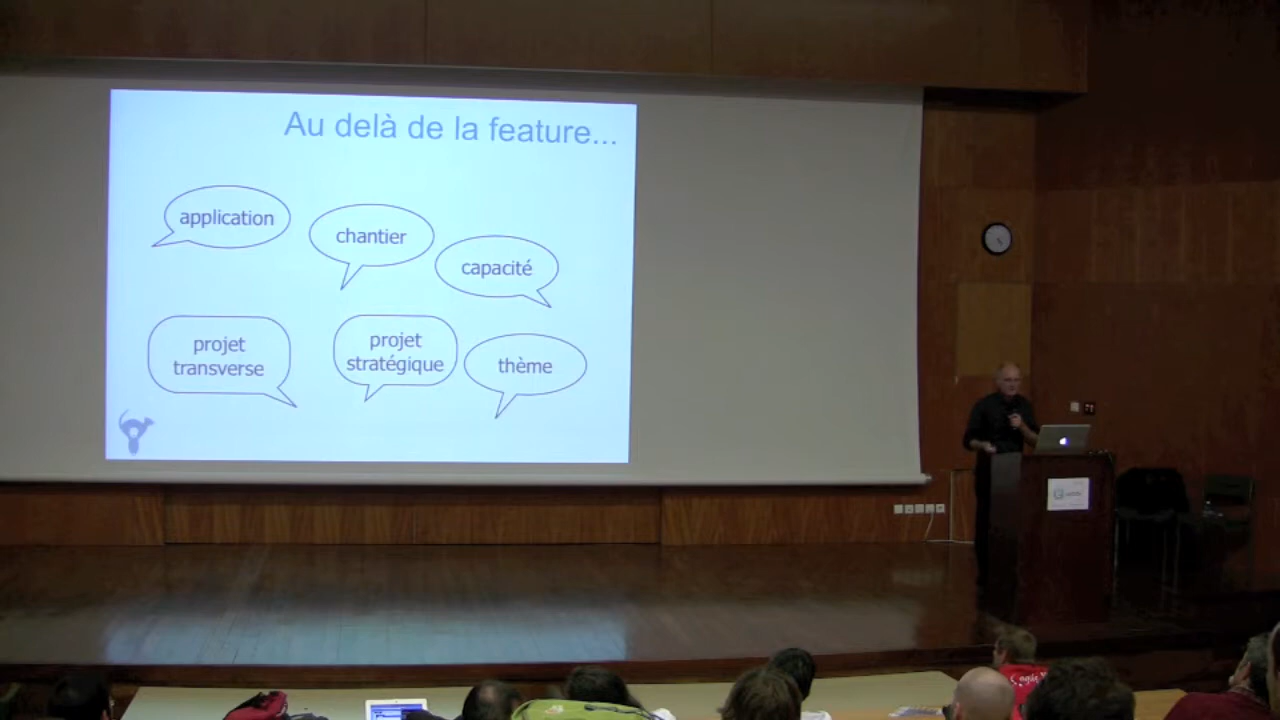 Au delà de la feature...
application
chantier
capacité
projet
transverse
projet
stratégique
thème